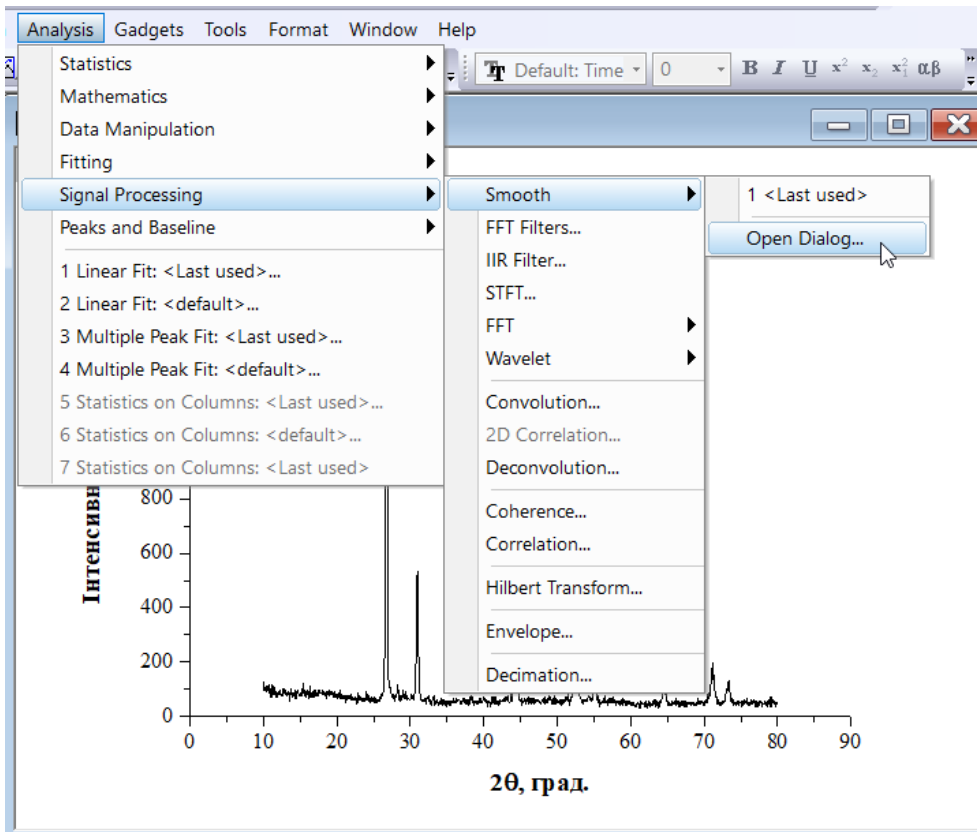 Analysis Gadgets Tools Format Window Help
Default: Time 0 B I U x² x₂ x₁² αβ
Statistics
Mathematics
Data Manipulation
Fitting
Signal Processing
Peaks and Baseline
1 Linear Fit: <Last used>...
2 Linear Fit: <default>...
3 Multiple Peak Fit: <Last used>...
4 Multiple Peak Fit: <default>...
5 Statistics on Columns: <Last used>...
6 Statistics on Columns: <default>...
7 Statistics on Columns: <Last used>
Smooth
FFT Filters...
IIR Filter...
STFT...
FFT
Wavelet
Convolution...
2D Correlation...
Deconvolution...
Coherence...
Correlation...
Hilbert Transform...
Envelope...
Decimation...
1 <Last used>
Open Dialog...
Інтенсивн
800
600
400
200
0
0 10 20 30 40 50 60 70 80 90
2θ, град.